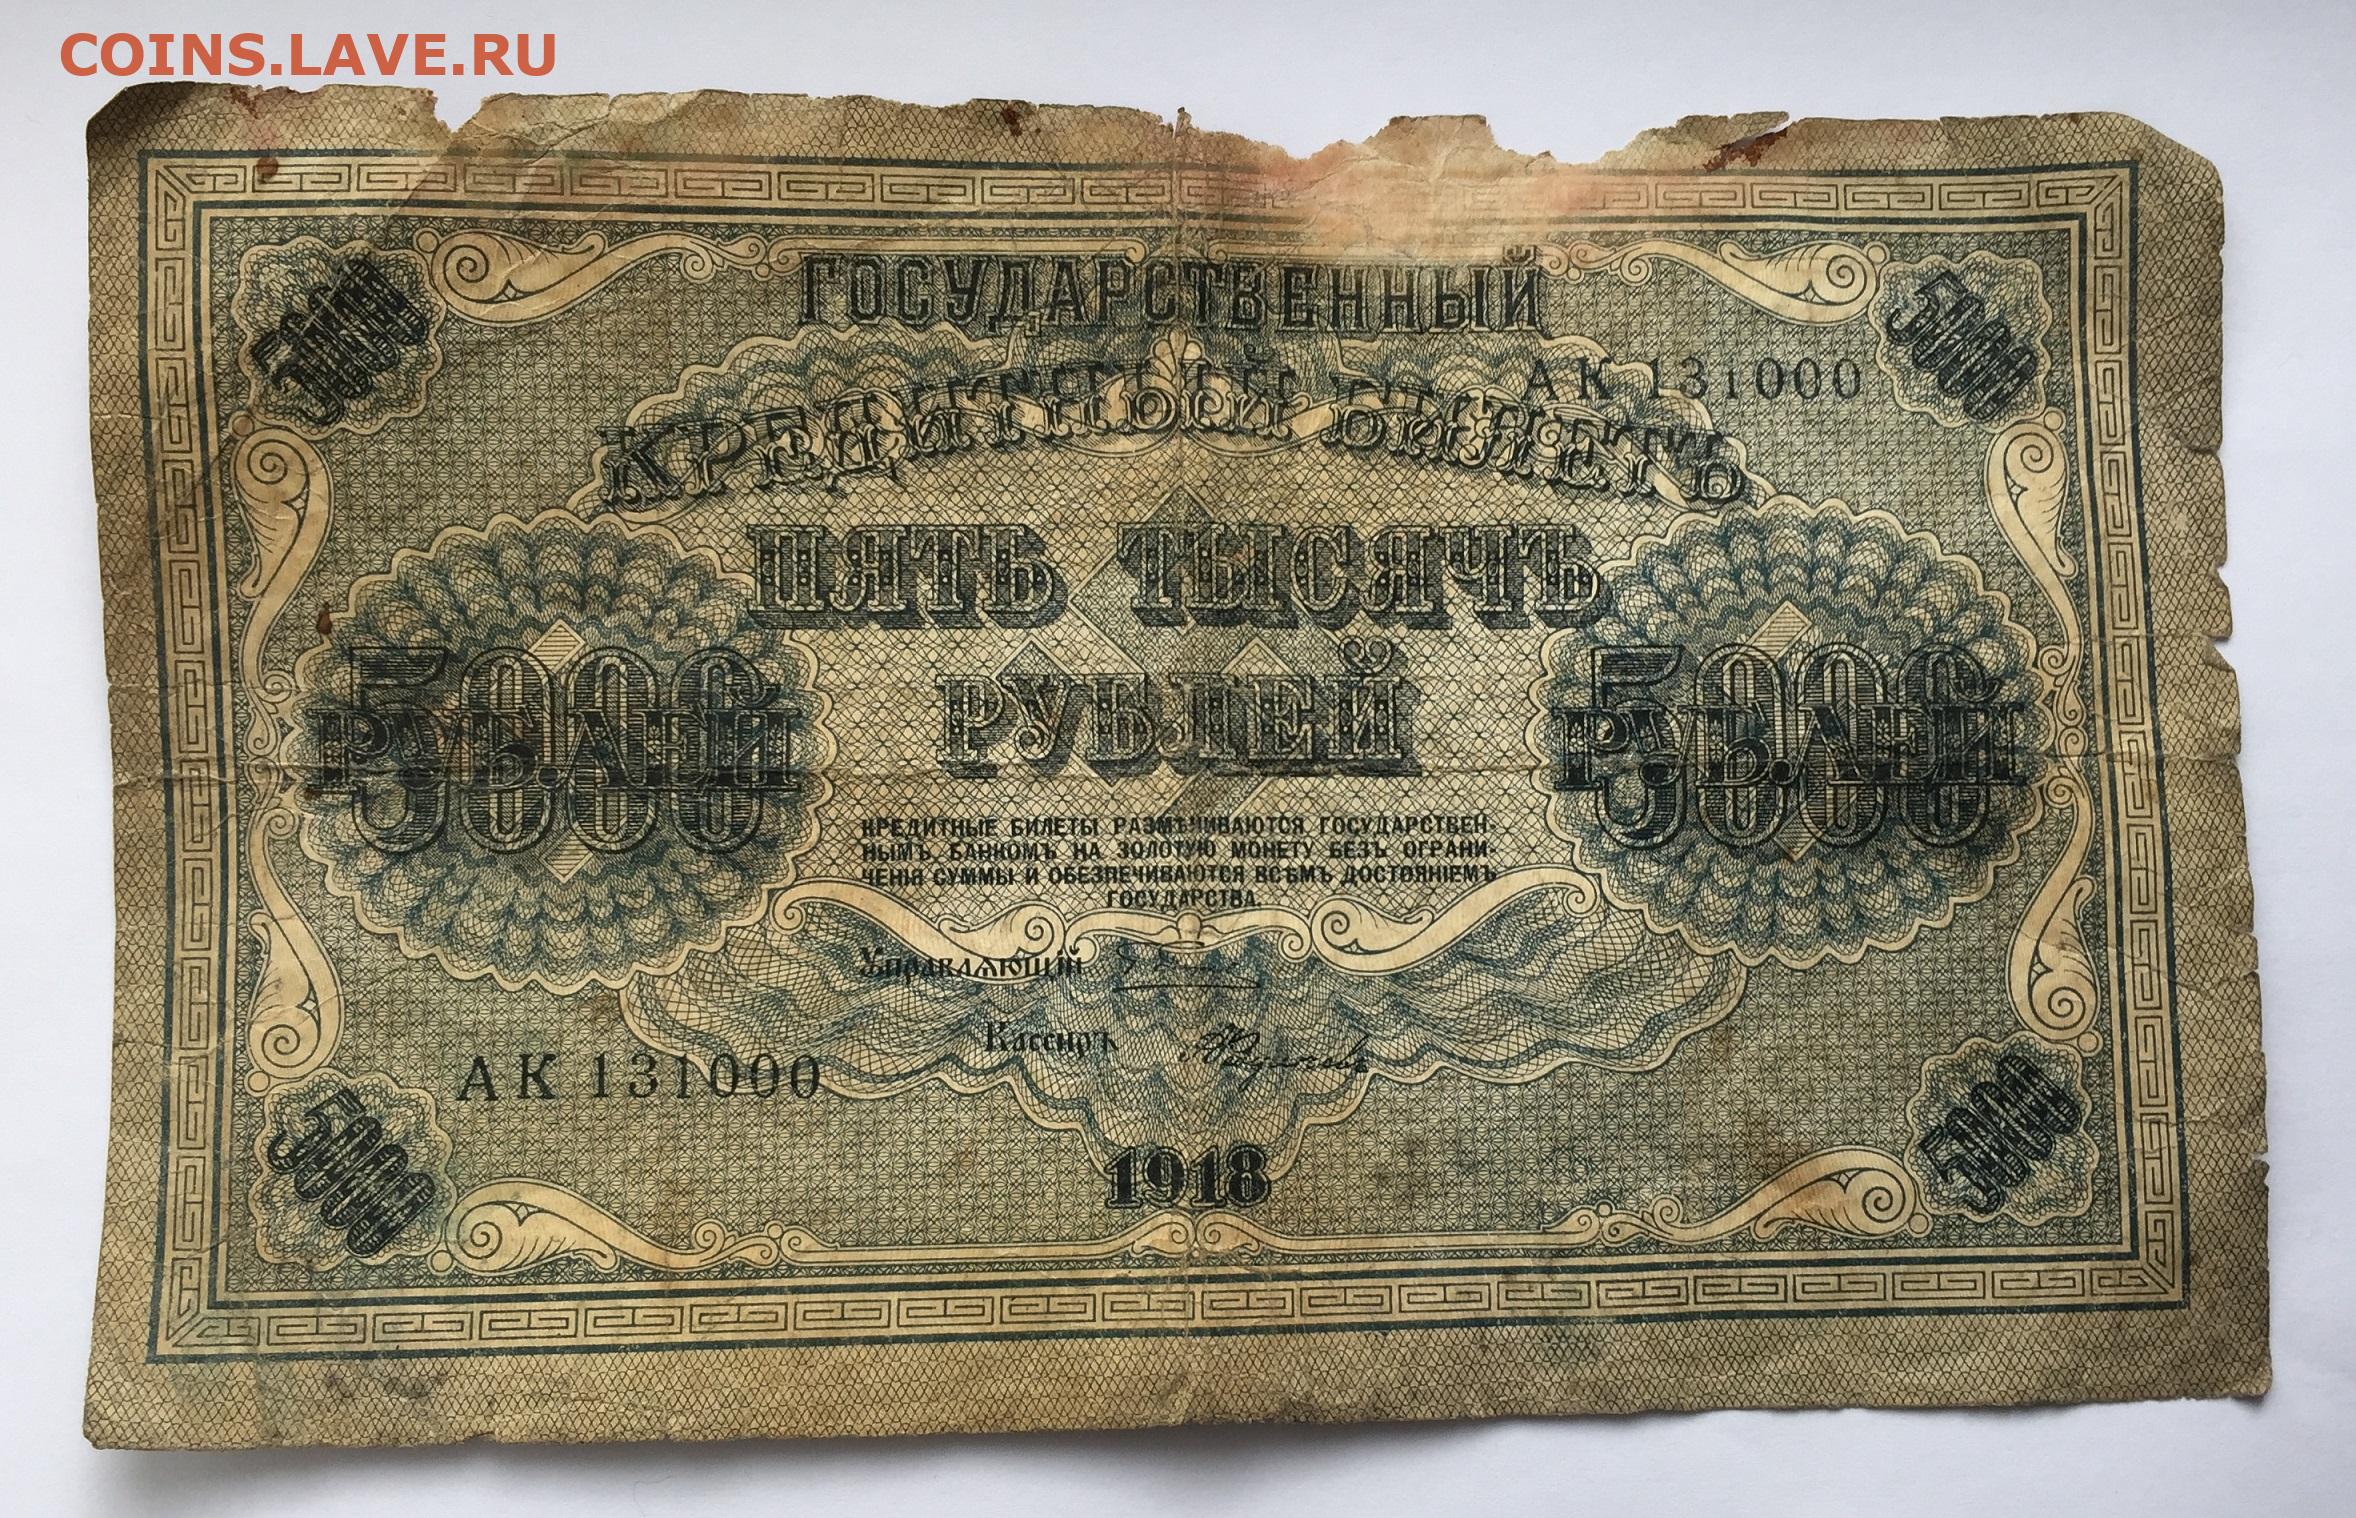 COINS.LAVE.RU
ГОСУДАРСТВЕННЫЙ
5000
5000
АК 131000
КРЕДИТНЫЙ БИЛЕТЪ
ПЯТЬ ТЫСЯЧЪ
РУБЛЕЙ
5000
РУБЛЕЙ
5000
РУБЛЕЙ
КРЕДИТНЫЕ БИЛЕТЫ РАЗМѢНИВАЮТСЯ ГОСУДАРСТВЕН-
НЫМЪ БАНКОМЪ НА ЗОЛОТУЮ МОНЕТУ БЕЗЪ ОГРАНИ-
ЧЕНІЯ СУММЫ И ОБЕЗПЕЧИВАЮТСЯ ВСѢМЪ ДОСТОЯНІЕМЪ
ГОСУДАРСТВА.
Управляющій
Кассиръ
АК 131000
5000
5000
1918